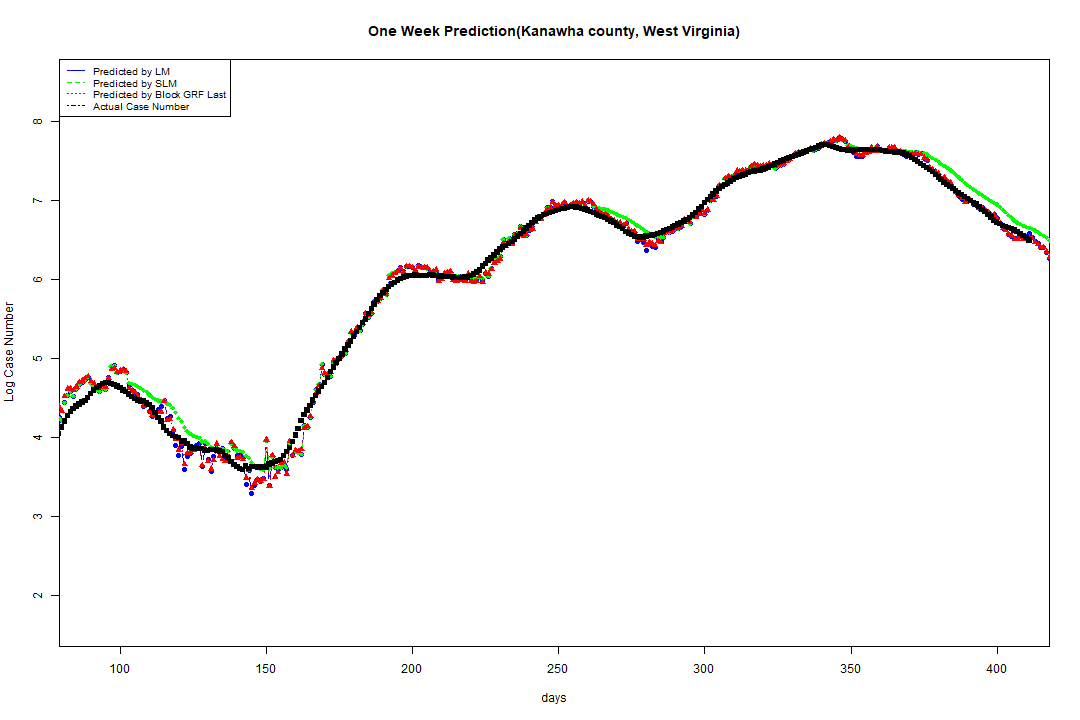 One Week Prediction(Kanawha county, West Virginia)
Predicted by LM
Predicted by SLM
Predicted by Block GRF Last
Actual Case Number
Log Case Number
8
7
6
5
4
3
2
100 150 200 250 300 350 400
days